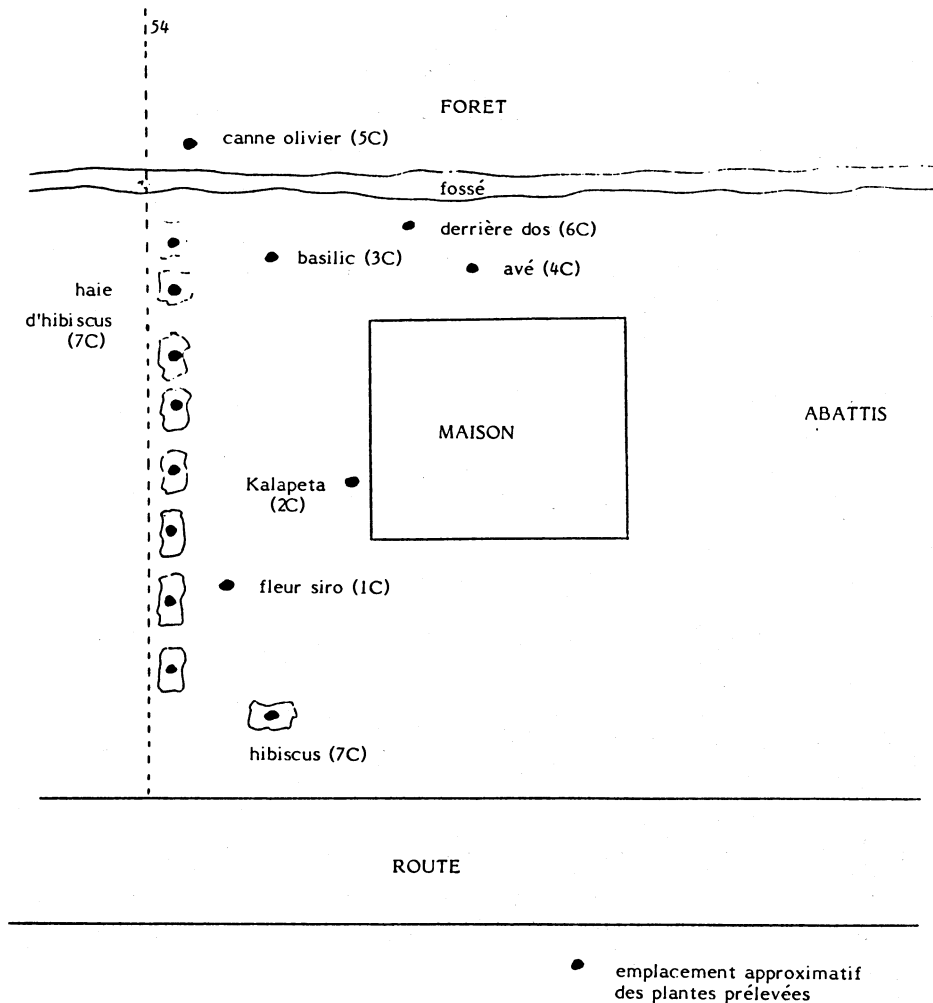 54
FORET
canne olivier (5C)
fossé
derrière dos (6C)
basilic (3C)
avé (4C)
haie
d'hibiscus
(7C)
ABATTIS
MAISON
Kalapeta
(2C)
fleur siro (1C)
hibiscus (7C)
ROUTE
emplacement approximatif
des plantes prélevées